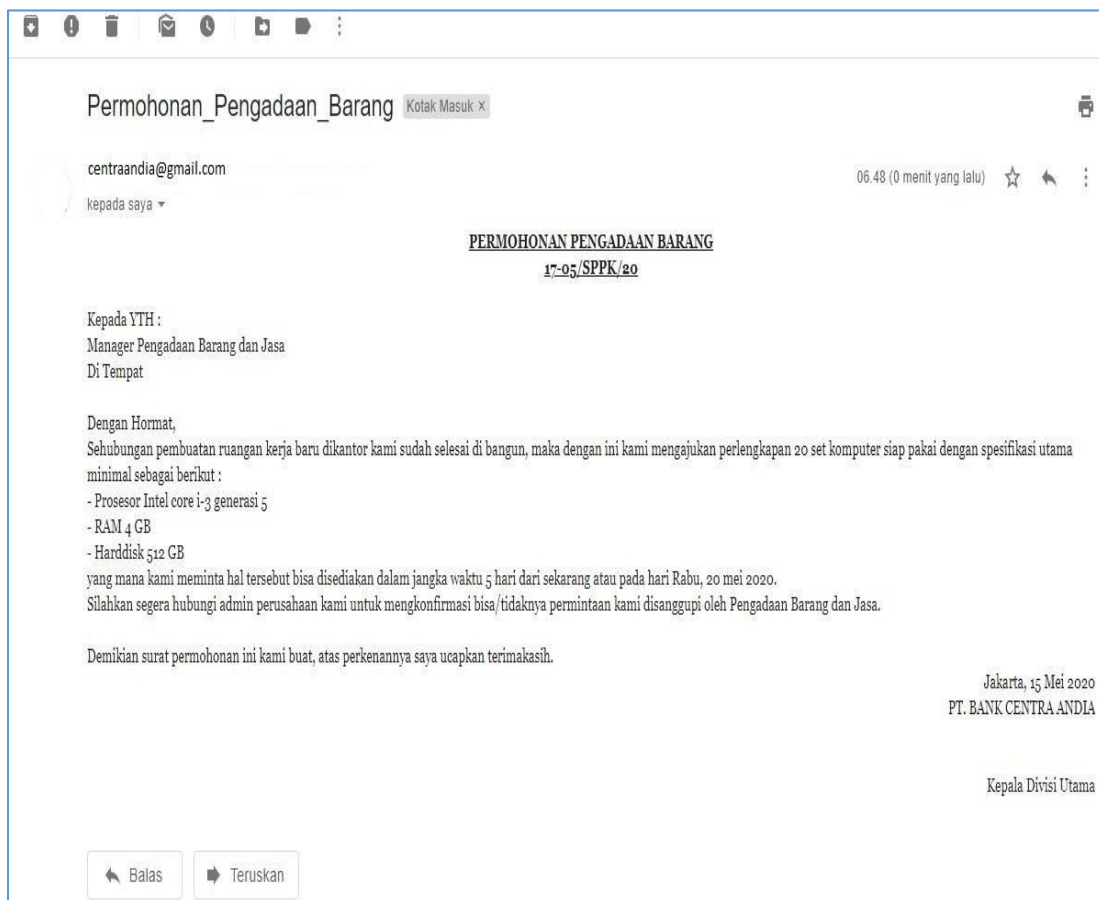 Permohonan_Pengadaan_Barang Kotak Masuk ×
centraandia@gmail.com
06.48 (0 menit yang lalu)
kepada saya
PERMOHONAN PENGADAAN BARANG
17-05/SPPK/20
Kepada YTH :
Manager Pengadaan Barang dan Jasa
Di Tempat
Dengan Hormat,
Sehubungan pembuatan ruangan kerja baru dikantor kami sudah selesai di bangun, maka dengan ini kami mengajukan perlengkapan 20 set komputer siap pakai dengan spesifikasi utama
minimal sebagai berikut :
- Prosesor Intel core i-3 generasi 5
- RAM 4 GB
- Harddisk 512 GB
yang mana kami meminta hal tersebut bisa disediakan dalam jangka waktu 5 hari dari sekarang atau pada hari Rabu, 20 mei 2020.
Silahkan segera hubungi admin perusahaan kami untuk mengkonfirmasi bisa/tidaknya permintaan kami disanggupi oleh Pengadaan Barang dan Jasa.
Demikian surat permohonan ini kami buat, atas perkenannya saya ucapkan terimakasih.
Jakarta, 15 Mei 2020
PT. BANK CENTRA ANDIA
Kepala Divisi Utama
Balas Teruskan